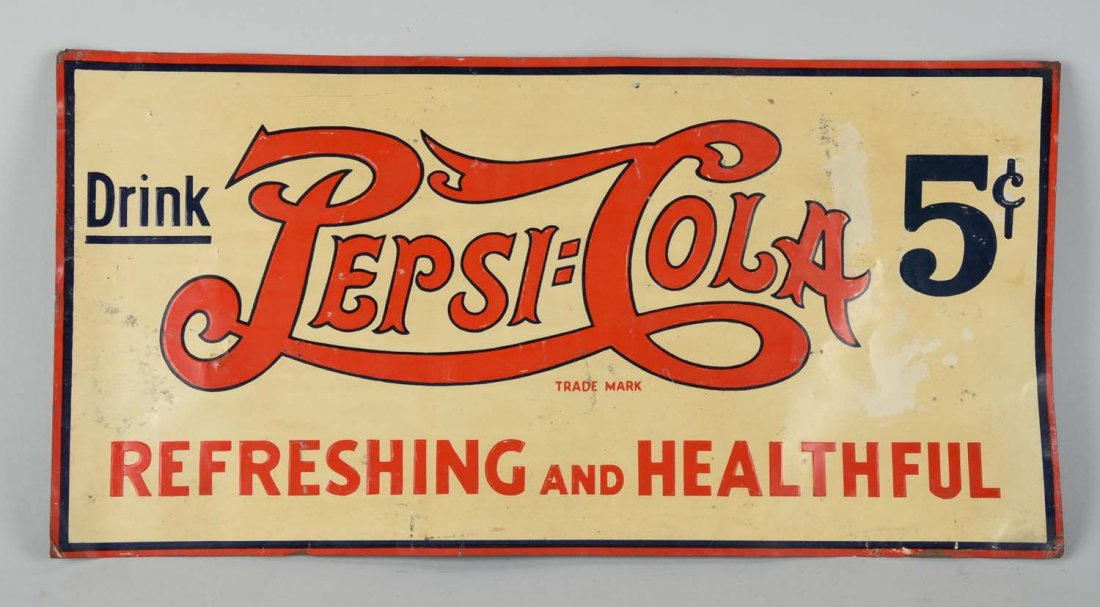 Drink PEPSI=COLA 5¢
TRADE MARK
REFRESHING AND HEALTHFUL